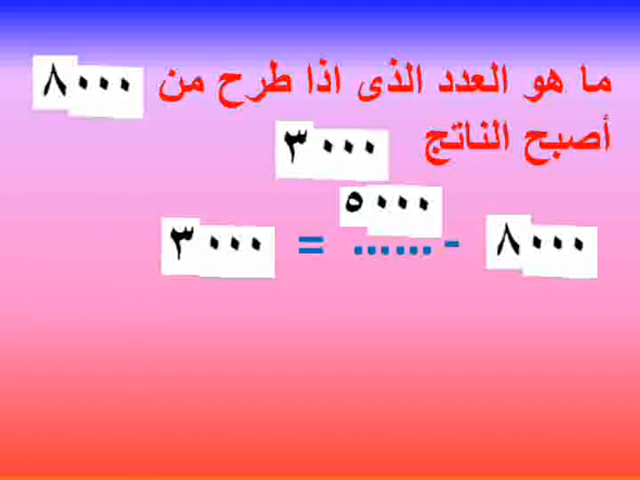 ما هو العدد الذى اذا طرح من ٨٠٠٠
أصبح الناتج ٣٠٠٠
٥٠٠٠
٨٠٠٠ - ...... = ٣٠٠٠